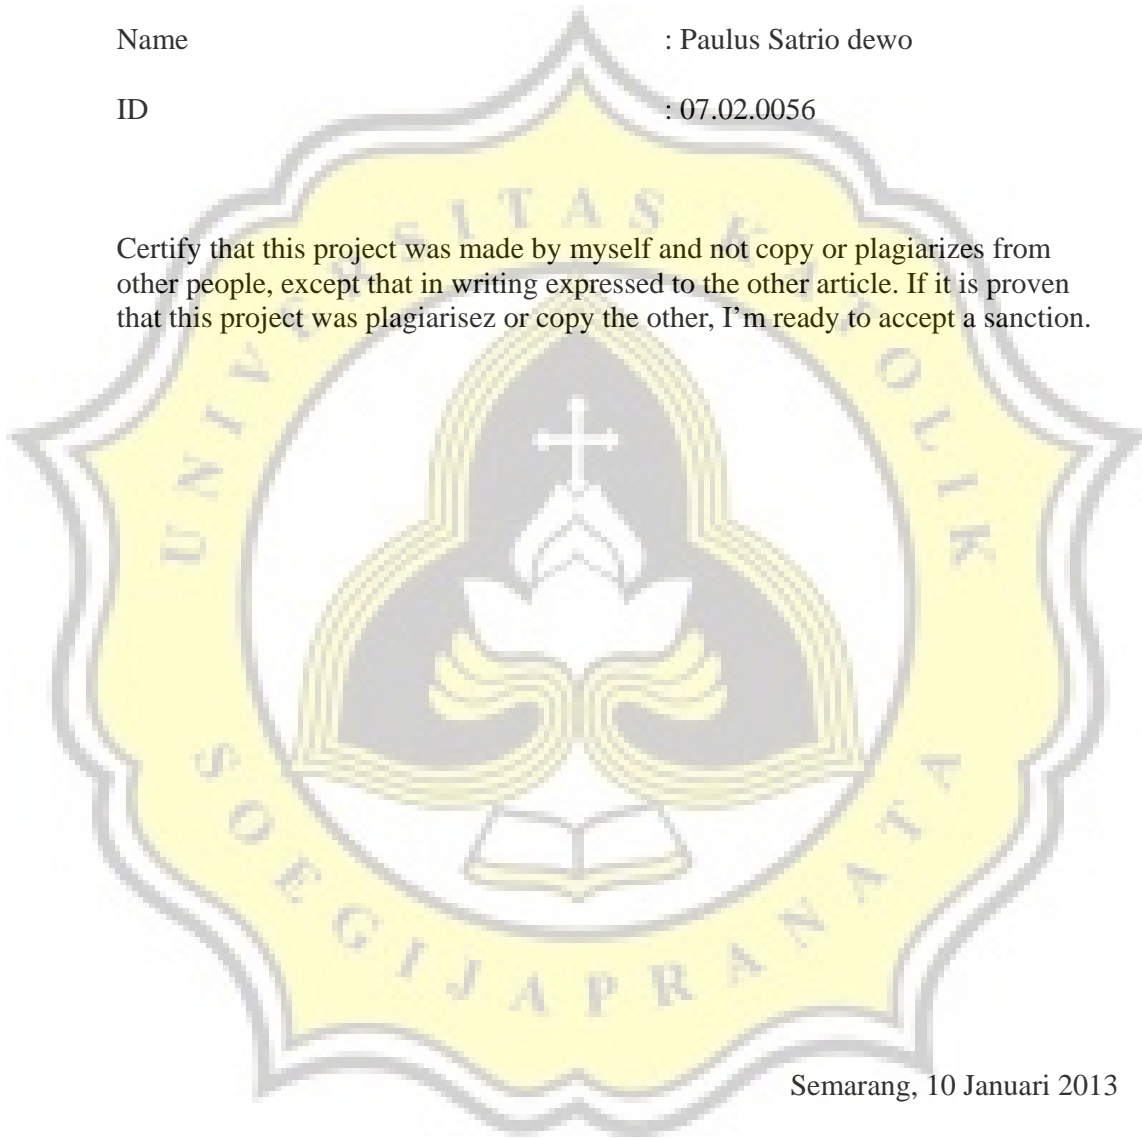 Name : Paulus Satrio dewo
ID : 07.02.0056
Certify that this project was made by myself and not copy or plagiarizes from
other people, except that in writing expressed to the other article. If it is proven
that this project was plagiarisez or copy the other, I’m ready to accept a sanction.
UNIVERSITAS KATOLIK
SOEGIJAPRANATA
Semarang, 10 Januari 2013